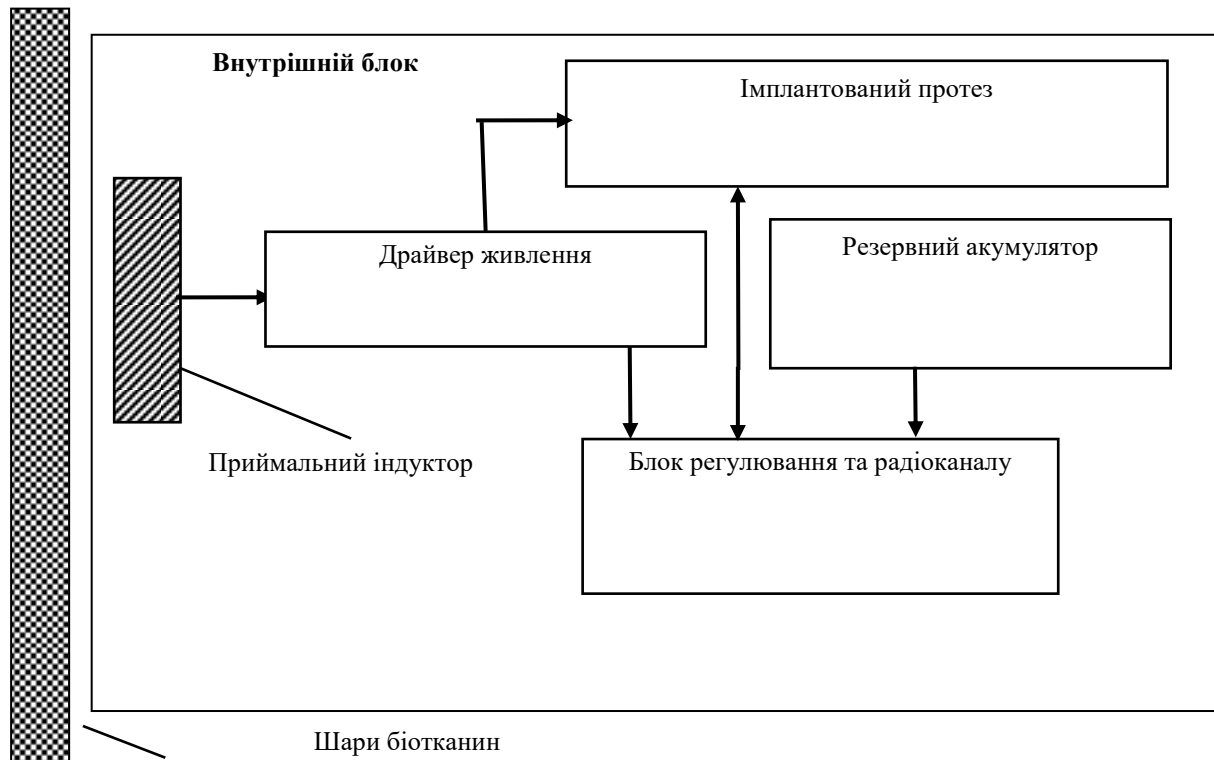 Внутрішній блок
Імплантований протез
Драйвер живлення
Резервний акумулятор
Приймальний індуктор
Блок регулювання та радіоканалу
Шари біотканин